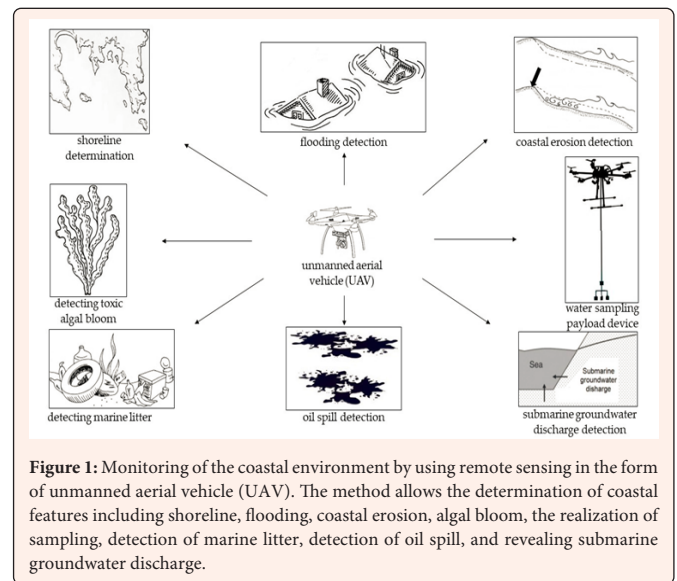 shoreline
determination
flooding detection
coastal erosion detection
detecting toxic
algal bloom
unmanned aerial
vehicle (UAV)
water sampling
payload device
detecting marine litter
oil spill detection
Sea
Submarine
groundwater
disharge
submarine groundwater
discharge detection
Figure 1: Monitoring of the coastal environment by using remote sensing in the form
of unmanned aerial vehicle (UAV). The method allows the determination of coastal
features including shoreline, flooding, coastal erosion, algal bloom, the realization of
sampling, detection of marine litter, detection of oil spill, and revealing submarine
groundwater discharge.